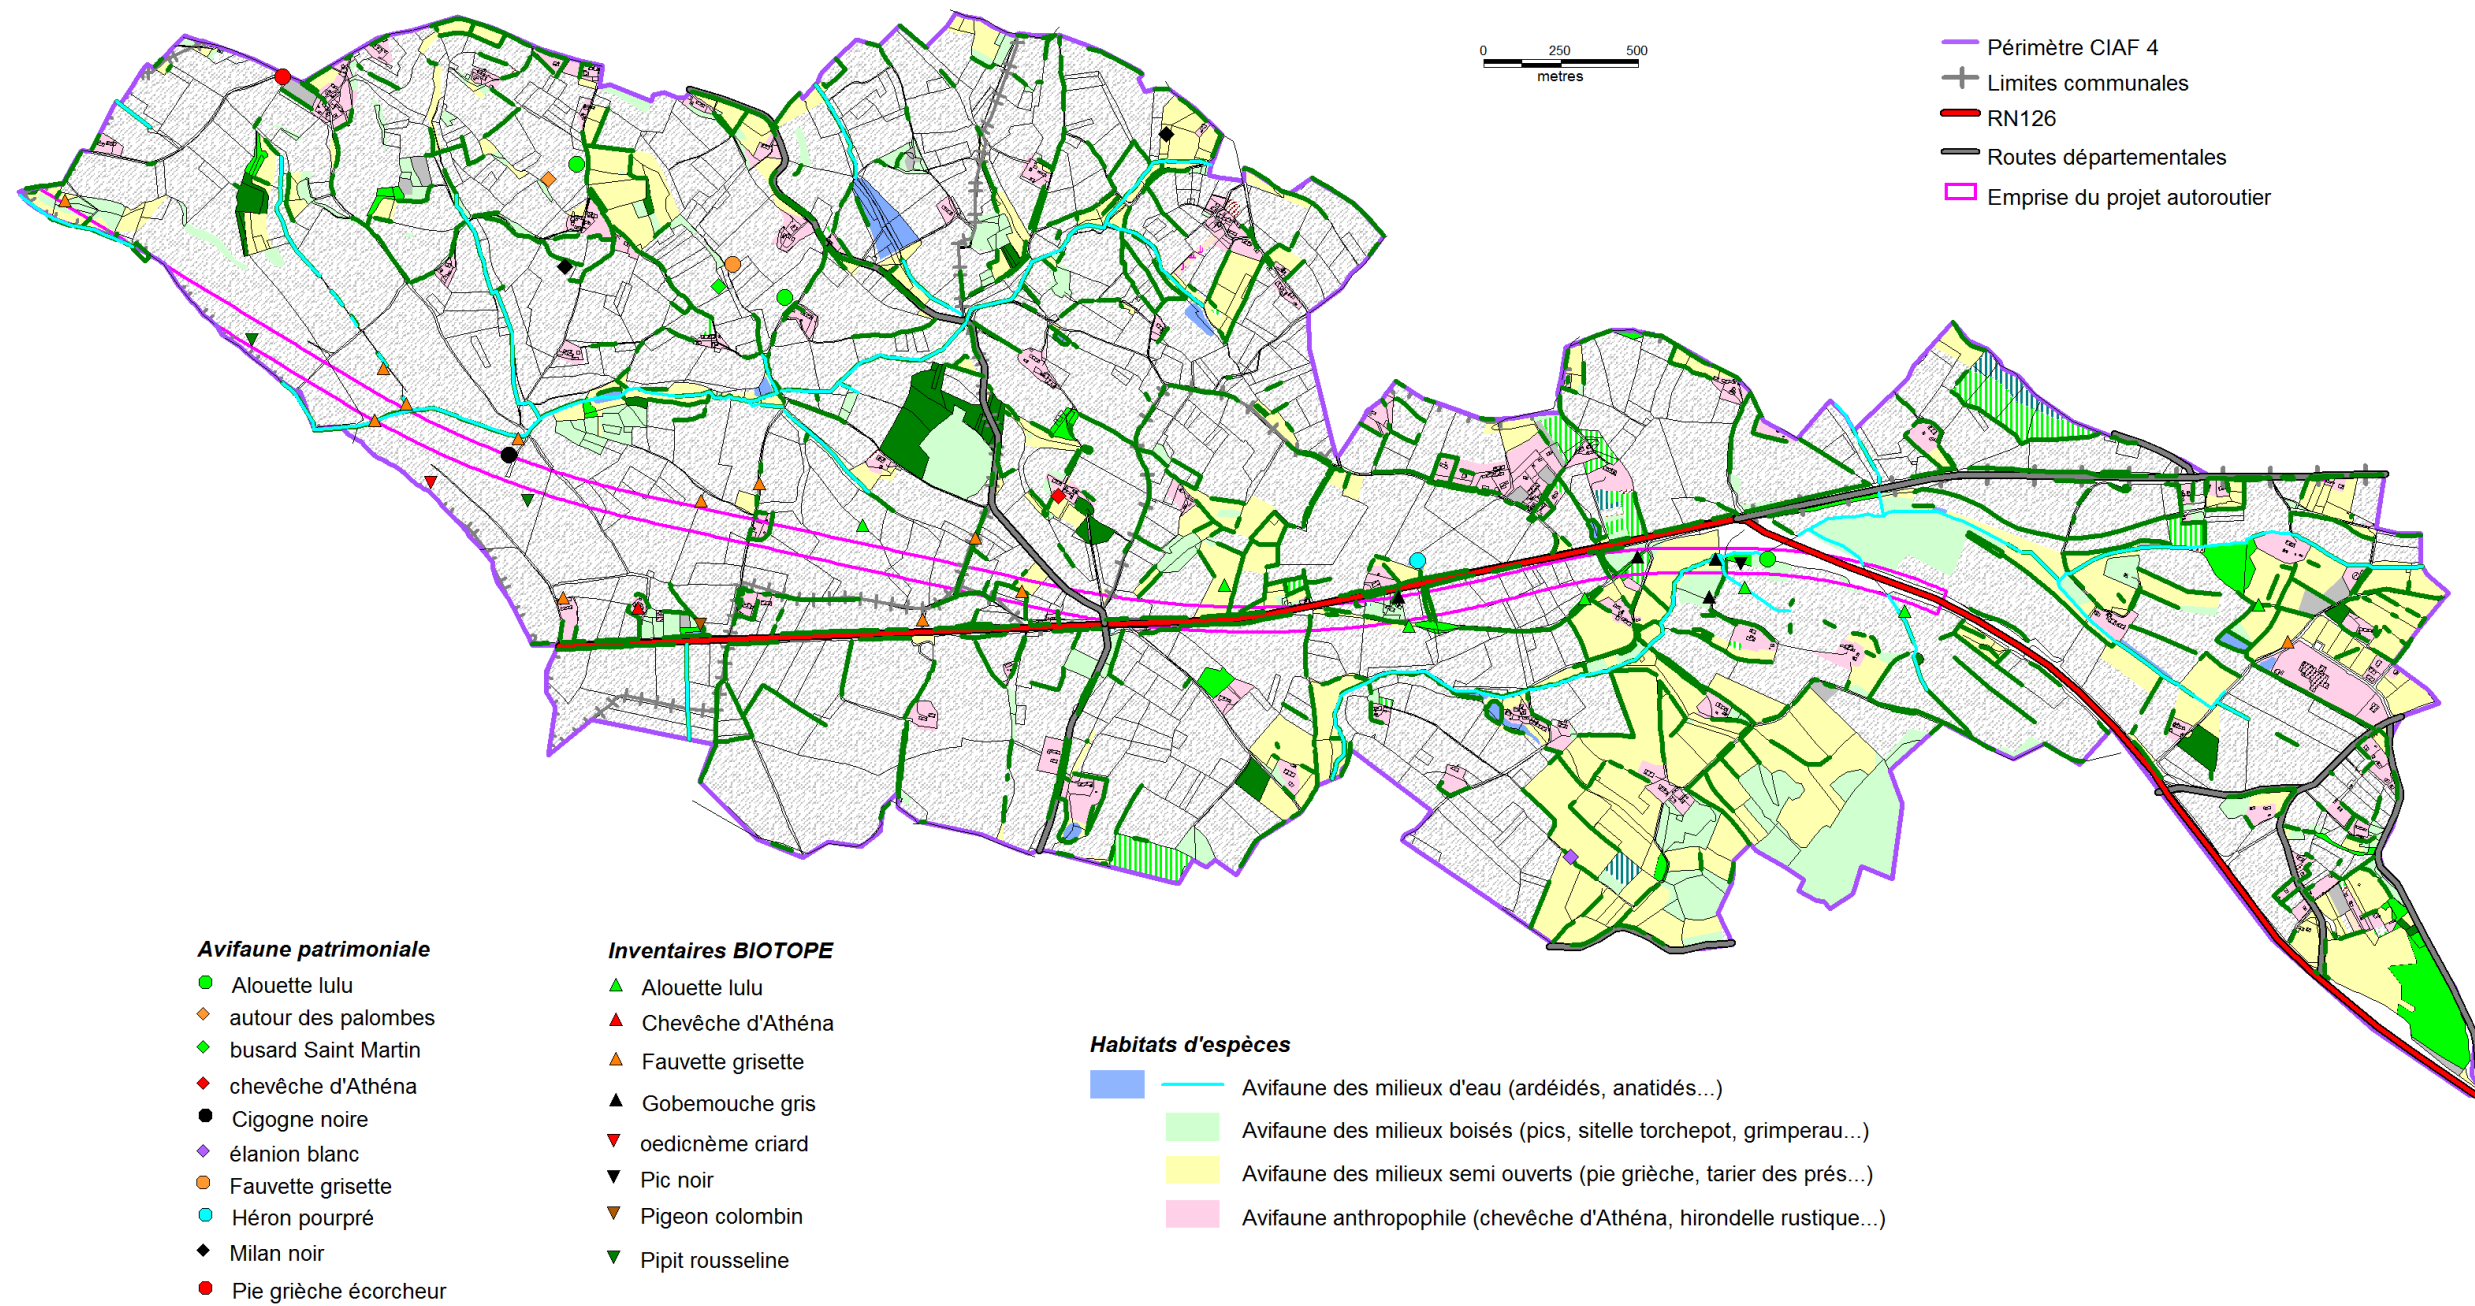 0 250 500
metres
Périmètre CIAF 4
Limites communales
RN126
Routes départementales
Emprise du projet autoroutier
Avifaune patrimoniale
Alouette lulu
autour des palombes
busard Saint Martin
chevêche d'Athéna
Cigogne noire
élanion blanc
Fauvette grisette
Héron pourpré
Milan noir
Pie grièche écorcheur
Inventaires BIOTOPE
Alouette lulu
Chevêche d'Athéna
Fauvette grisette
Gobemouche gris
oedicnème criard
Pic noir
Pigeon colombin
Pipit rousseline
Habitats d'espèces
Avifaune des milieux d'eau (ardéidés, anatidés...)
Avifaune des milieux boisés (pics, sitelle torchepot, grimperau...)
Avifaune des milieux semi ouverts (pie grièche, tarier des prés...)
Avifaune anthropophile (chevêche d'Athéna, hirondelle rustique...)